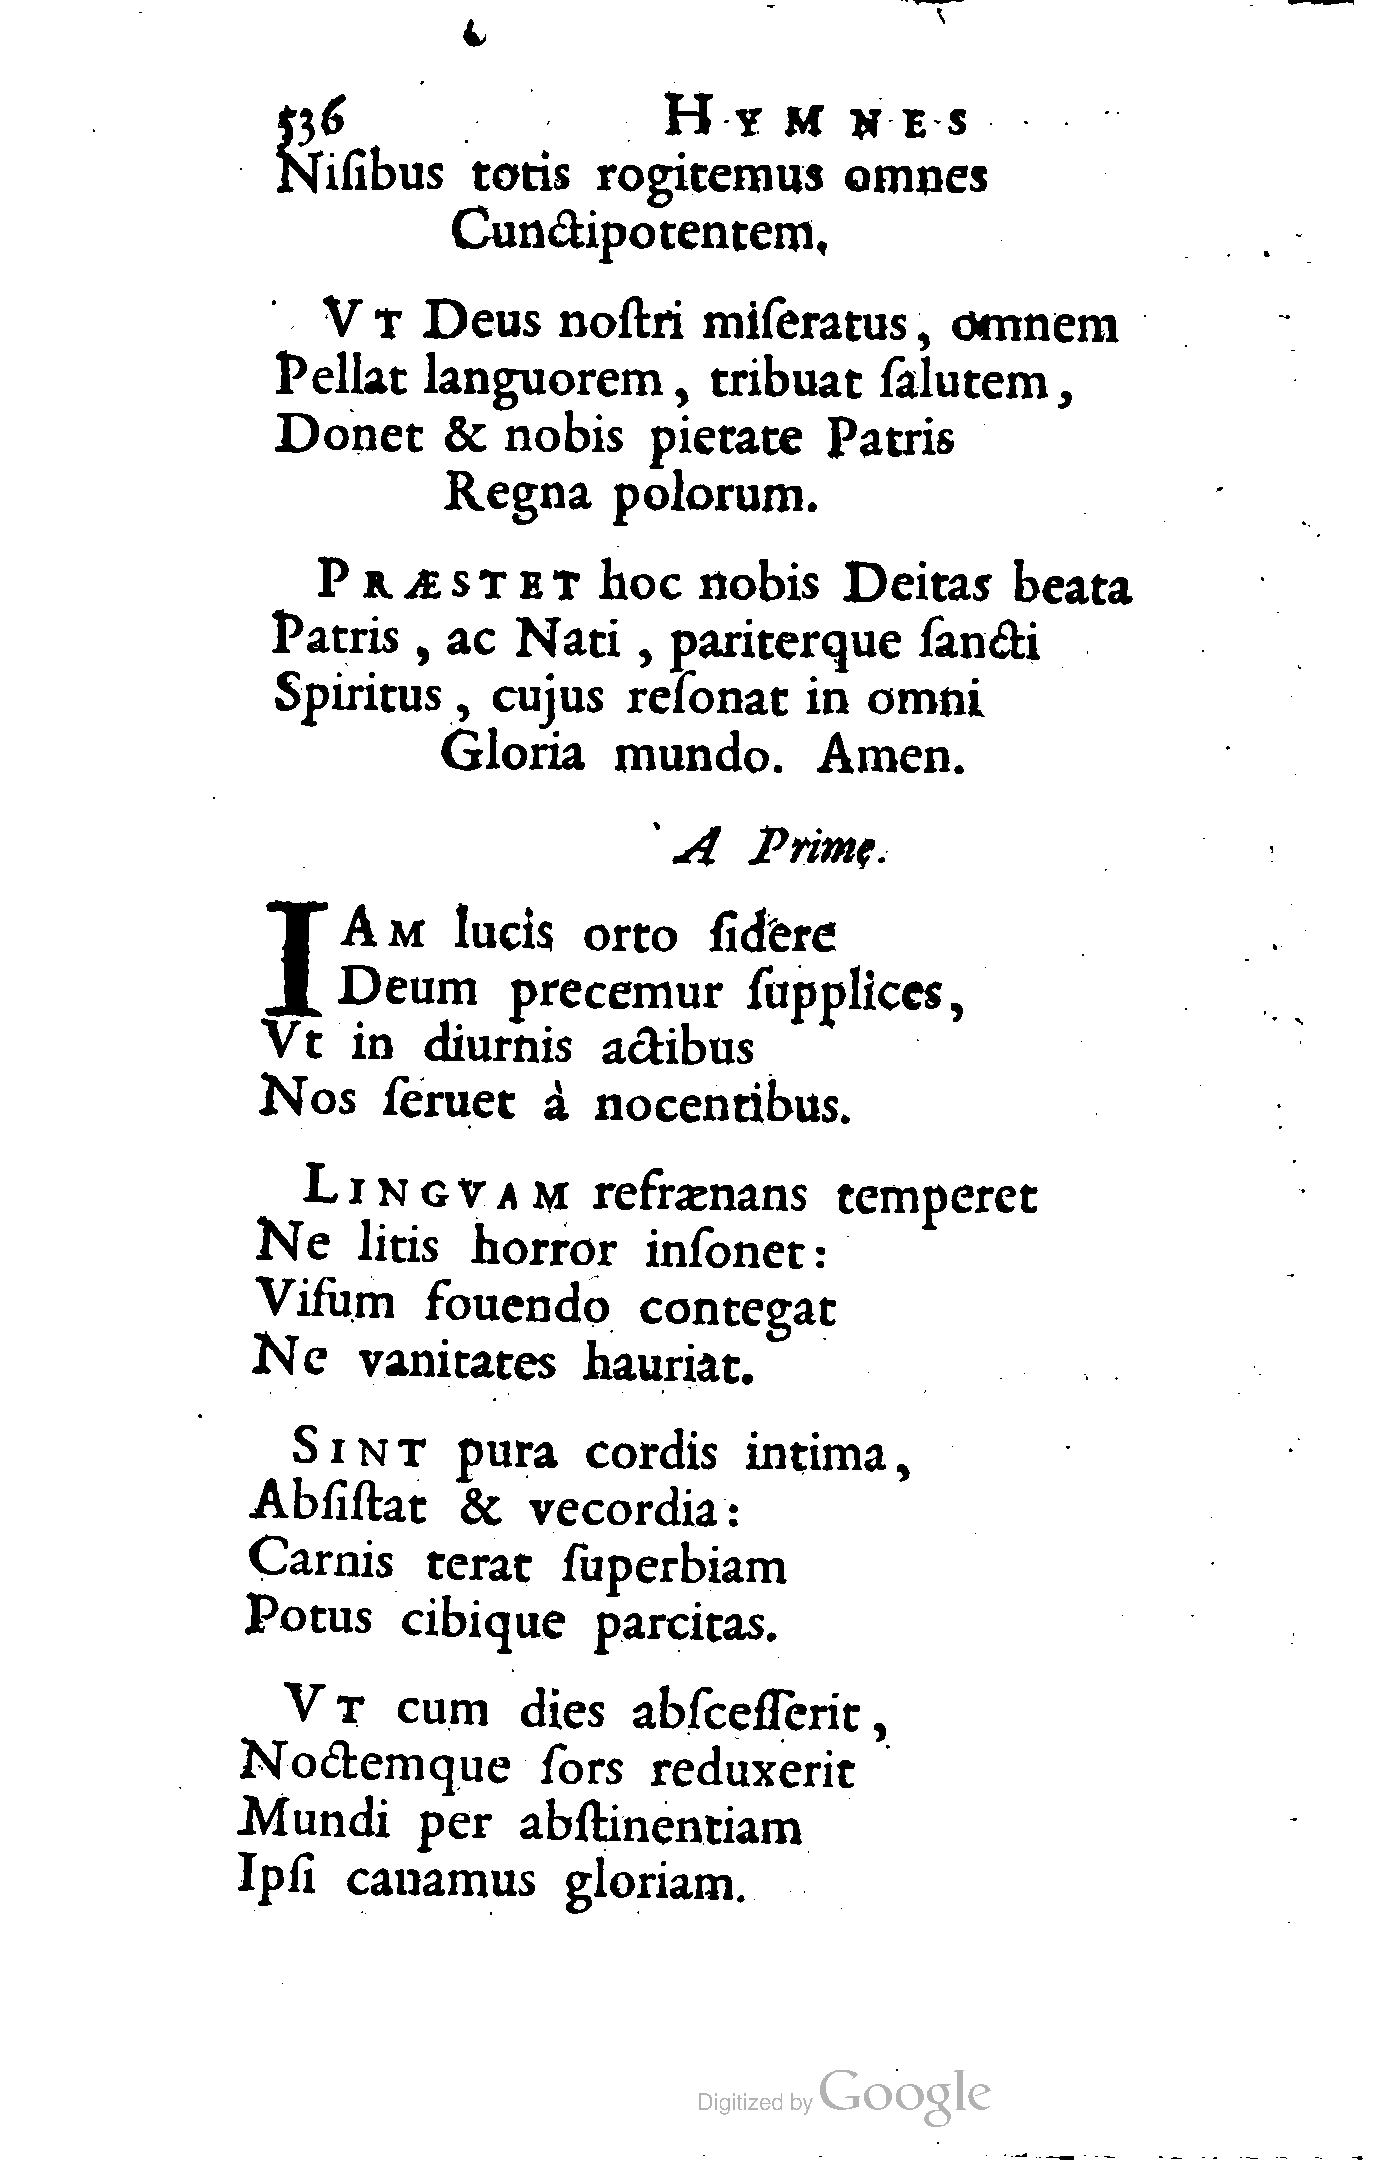 536 HYMNES
Niſibus totis rogitemus omnes
Cunctipotentem,
VT Deus noſtri miſeratus, omnem
Pellat languorem, tribuat ſalutem,
Donet & nobis pietate Patris
Regna polorum.
PRÆSTET hoc nobis Deitas beata
Patris, ac Nati, pariterque ſancti
Spiritus, cujus reſonat in omni
Gloria mundo. Amen.
A Prime.
IAM lucis orto ſidere
Deum precemur ſupplices,
Vt in diurnis actibus
Nos ſeruet à nocentibus.
LINGVAM refrænans temperet
Ne litis horror inſonet:
Viſum fouendo contegat
Ne vanitates hauriat.
SINT pura cordis intima,
Abſiſtat & vecordia:
Carnis terat ſuperbiam
Potus cibique parcitas.
VT cum dies abſceſſerit,
Noctemque ſors reduxerit
Mundi per abſtinentiam
Ipſi canamus gloriam.
Digitized by Google